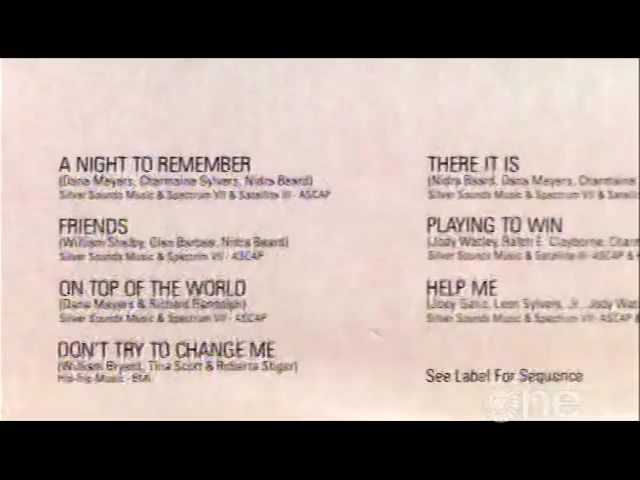 A NIGHT TO REMEMBER
(Dana Meyers, Charmaine Sylvers, Nidra Beard)
Silver Sounds Music & Spectrum VII & Satellite III - ASCAP
FRIENDS
(William Shelby, Glen Barbee, Nidra Beard)
Silver Sounds Music & Spectrum VII - ASCAP
ON TOP OF THE WORLD
(Dana Meyers & Richard Randolph)
Silver Sounds Music & Spectrum VII - ASCAP
DON'T TRY TO CHANGE ME
(William Bryant, Tina Scott & Roberta Stiger)
Hip-Trip Music - BMI
THERE IT IS
(Nidra Beard, Dana Meyers, Charmaine
Silver Sounds Music & Spectrum VII & Satell
PLAYING TO WIN
(Jody Watley, Ralph E. Clayborne, Char
Silver Sounds Music & Satellite III - ASCAP &
HELP ME
(Joey Gallo, Leon Sylvers, Jr. Jody Wat
Silver Sounds Music & Spectrum VII - ASCAP &
See Label For Sequence
one